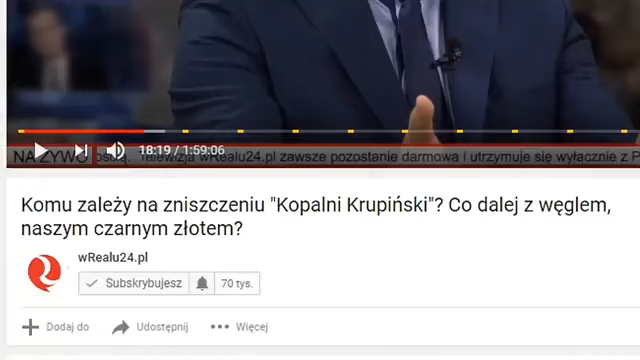 18:19 / 1:59:06
NA ŻYWO telewizja wRealu24.pl zawsze pozostanie darmowa i utrzymuje się wyłącznie z
Komu zależy na zniszczeniu "Kopalni Krupiński"? Co dalej z węglem,
naszym czarnym złotem?
wRealu24.pl
Subskrybujesz 70 tys.
Dodaj do Udostępnij Więcej